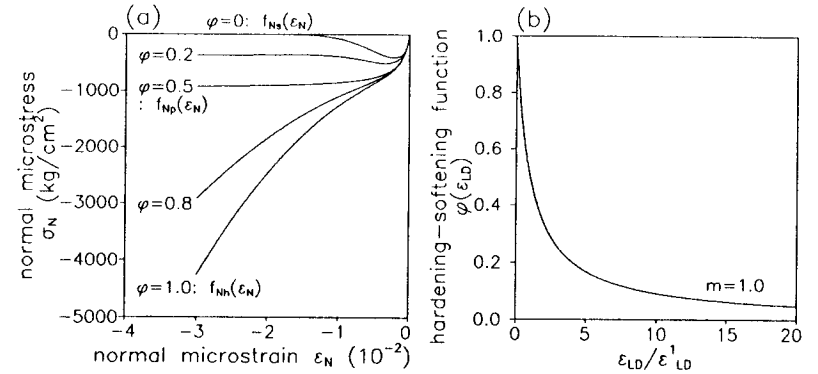 (a)
φ=0: f_Ns(ε_N)
φ=0.2
φ=0.5
: f_Np(ε_N)
φ=0.8
φ=1.0: f_Nh(ε_N)
0
−1000
−2000
−3000
−4000
−5000
−4
−3
−2
−1
0
normal microstress
σ_N (kg/cm²)
normal microstrain ε_N (10⁻²)
(b)
1.0
0.8
0.6
0.4
0.2
0.0
0
5
10
15
20
m=1.0
hardening−softening function
φ(ε_LD)
ε_LD/ε¹_LD